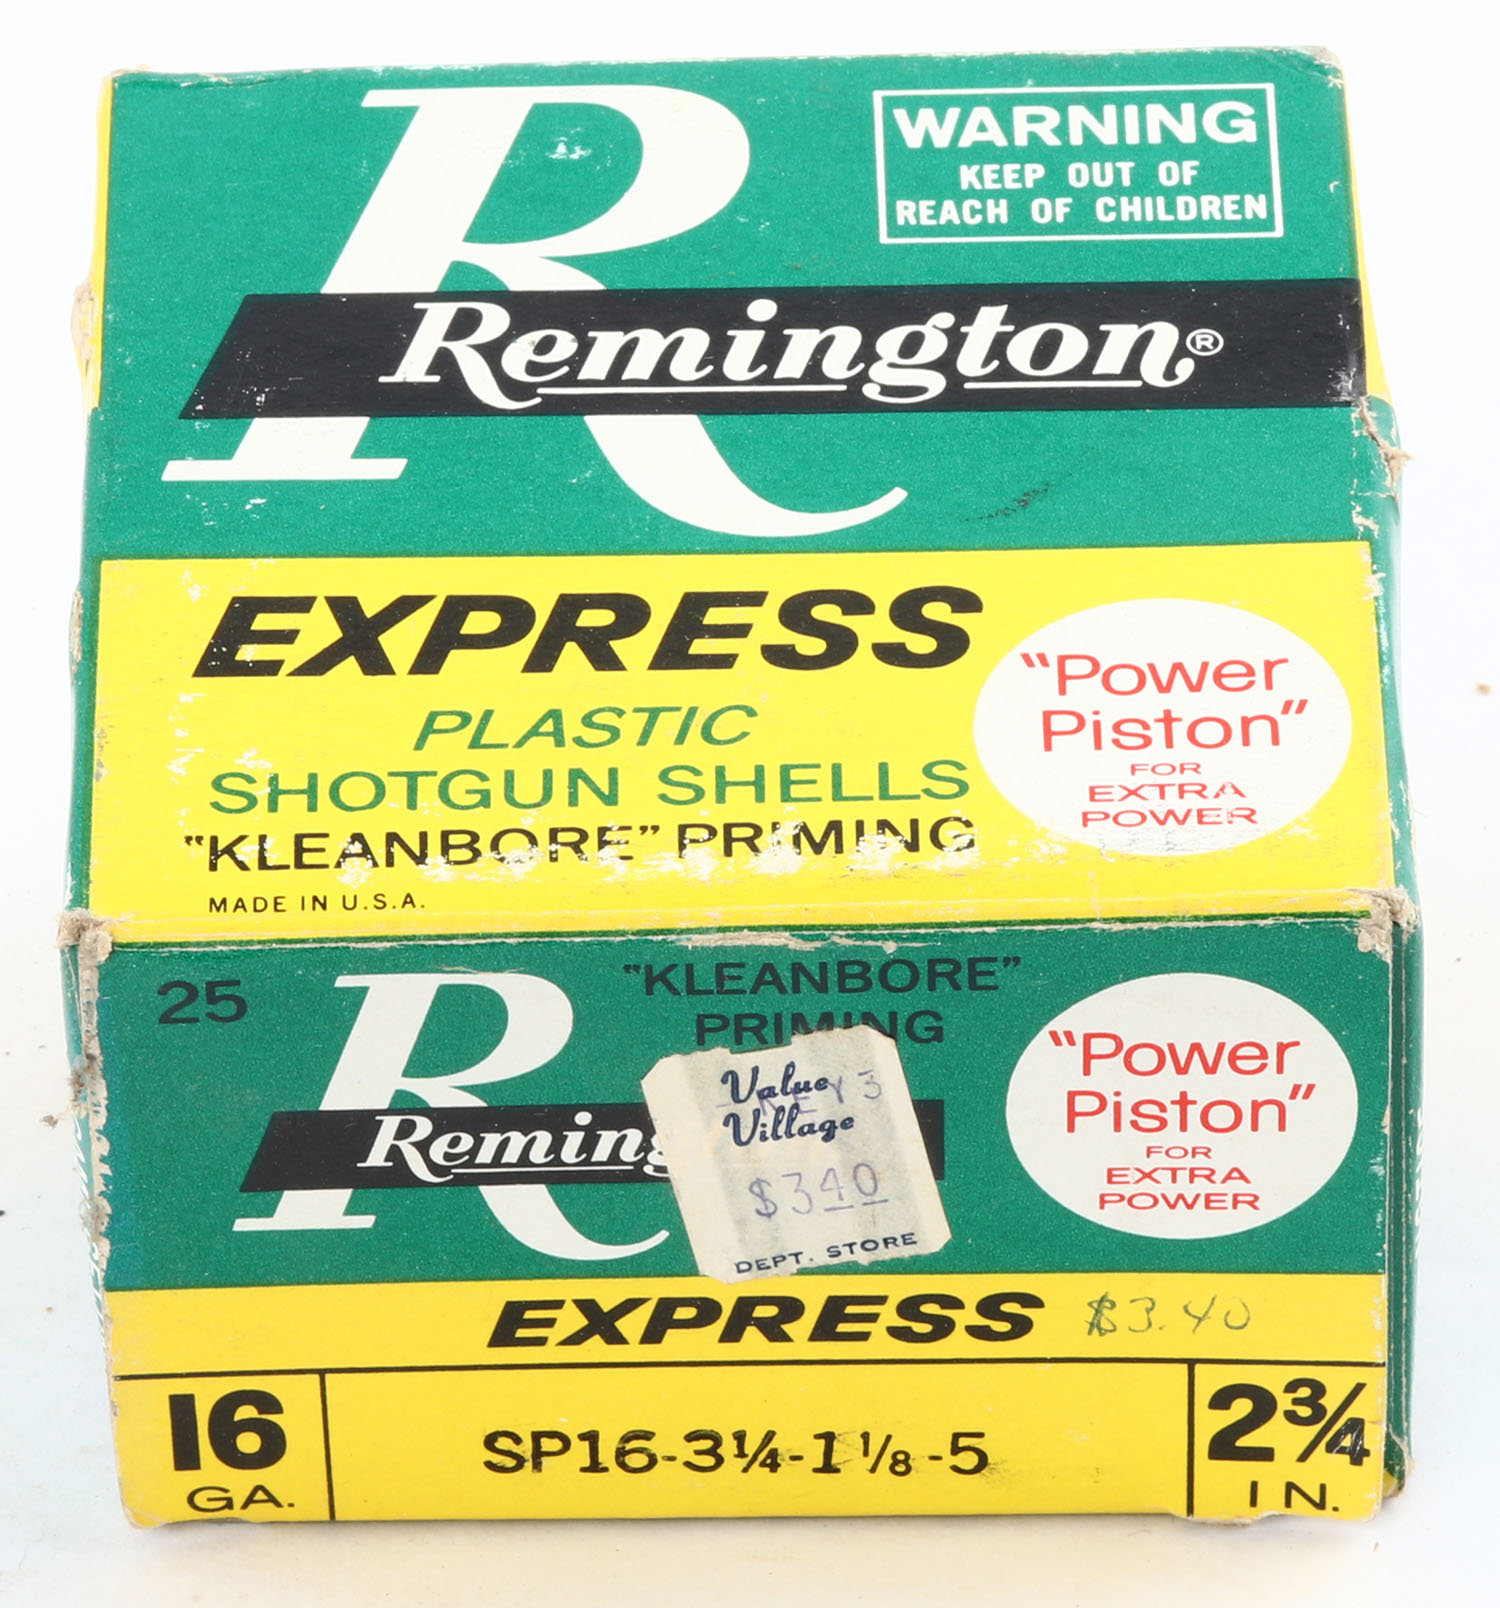 R
WARNING
KEEP OUT OF
REACH OF CHILDREN
Remington®
EXPRESS
PLASTIC
SHOTGUN SHELLS
"KLEANBORE" PRIMING
MADE IN U.S.A.
"Power
Piston"
FOR
EXTRA
POWER
25
R
"KLEANBORE"
PRIMING
Reming
Value
Village
$3.40
DEPT. STORE
"Power
Piston"
FOR
EXTRA
POWER
EXPRESS
$3.40
16
GA.
SP16-3¼-1⅛-5
2¾
IN.